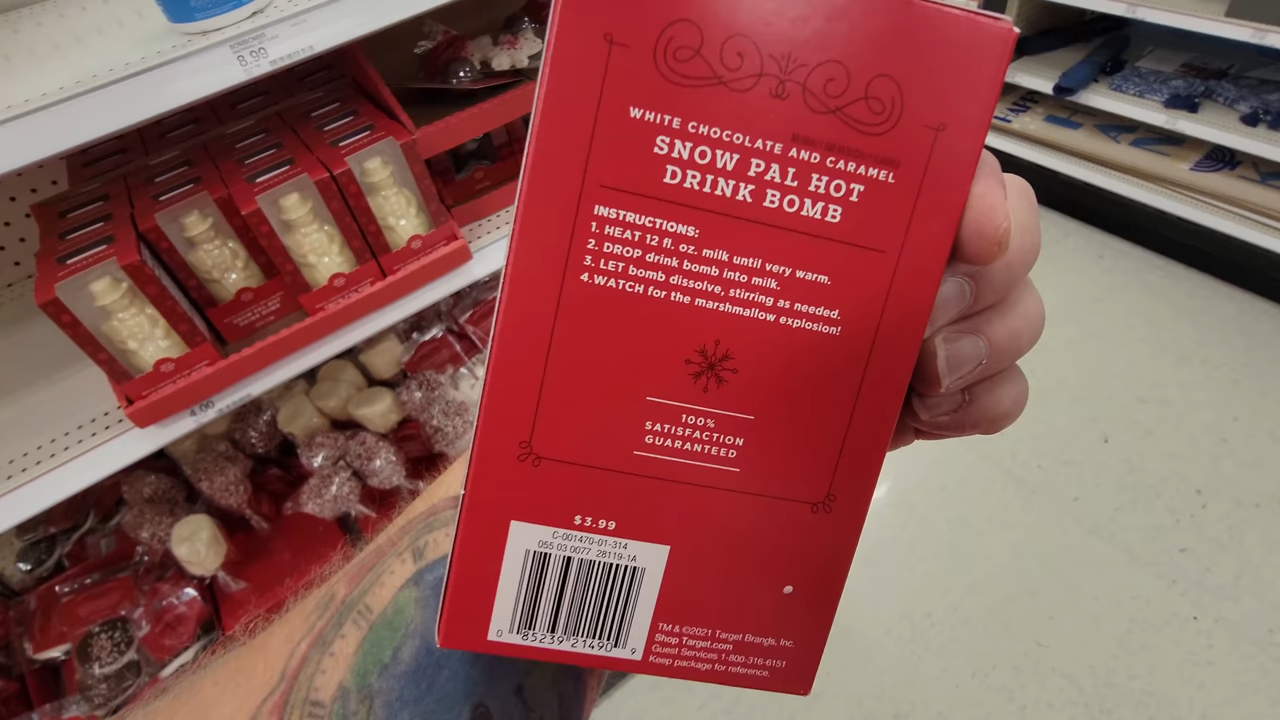 8.99
WHITE CHOCOLATE AND CARAMEL
SNOW PAL HOT
DRINK BOMB
INSTRUCTIONS:
1. HEAT 12 fl. oz. milk until very warm.
2. DROP drink bomb into milk.
3. LET bomb dissolve, stirring as needed.
4.WATCH for the marshmallow explosion!
100%
SATISFACTION
GUARANTEED
$3.99
C-001470-01-314
055 03 0077 28119-1A
0 85239 21490 9
TM & ©2021 Target Brands, Inc.
Shop Target.com
Guest Services 1-800-316-6151
Keep package for reference.
4.00